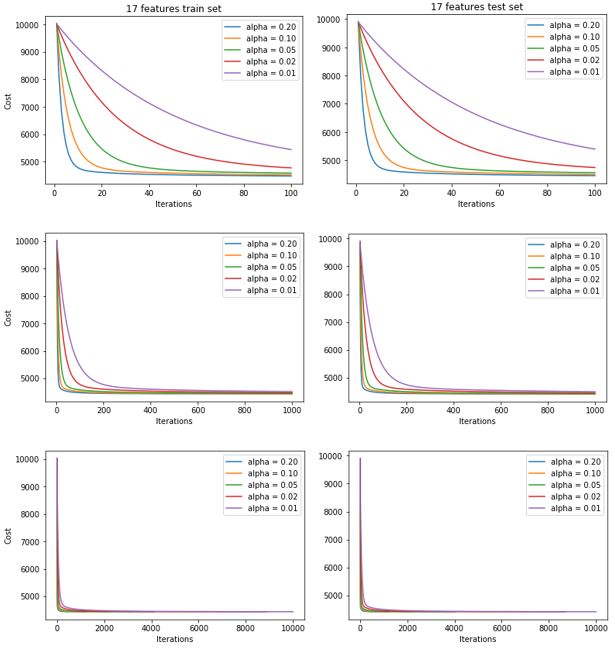 17 features train set
17 features test set
10000
9000
8000
7000
6000
5000
Cost
alpha = 0.20
alpha = 0.10
alpha = 0.05
alpha = 0.02
alpha = 0.01
0 20 40 60 80 100
Iterations
10000
9000
8000
7000
6000
5000
alpha = 0.20
alpha = 0.10
alpha = 0.05
alpha = 0.02
alpha = 0.01
0 20 40 60 80 100
Iterations
10000
9000
8000
7000
6000
5000
Cost
alpha = 0.20
alpha = 0.10
alpha = 0.05
alpha = 0.02
alpha = 0.01
0 200 400 600 800 1000
Iterations
10000
9000
8000
7000
6000
5000
alpha = 0.20
alpha = 0.10
alpha = 0.05
alpha = 0.02
alpha = 0.01
0 200 400 600 800 1000
Iterations
10000
9000
8000
7000
6000
5000
Cost
alpha = 0.20
alpha = 0.10
alpha = 0.05
alpha = 0.02
alpha = 0.01
0 2000 4000 6000 8000 10000
Iterations
10000
9000
8000
7000
6000
5000
alpha = 0.20
alpha = 0.10
alpha = 0.05
alpha = 0.02
alpha = 0.01
0 2000 4000 6000 8000 10000
Iterations